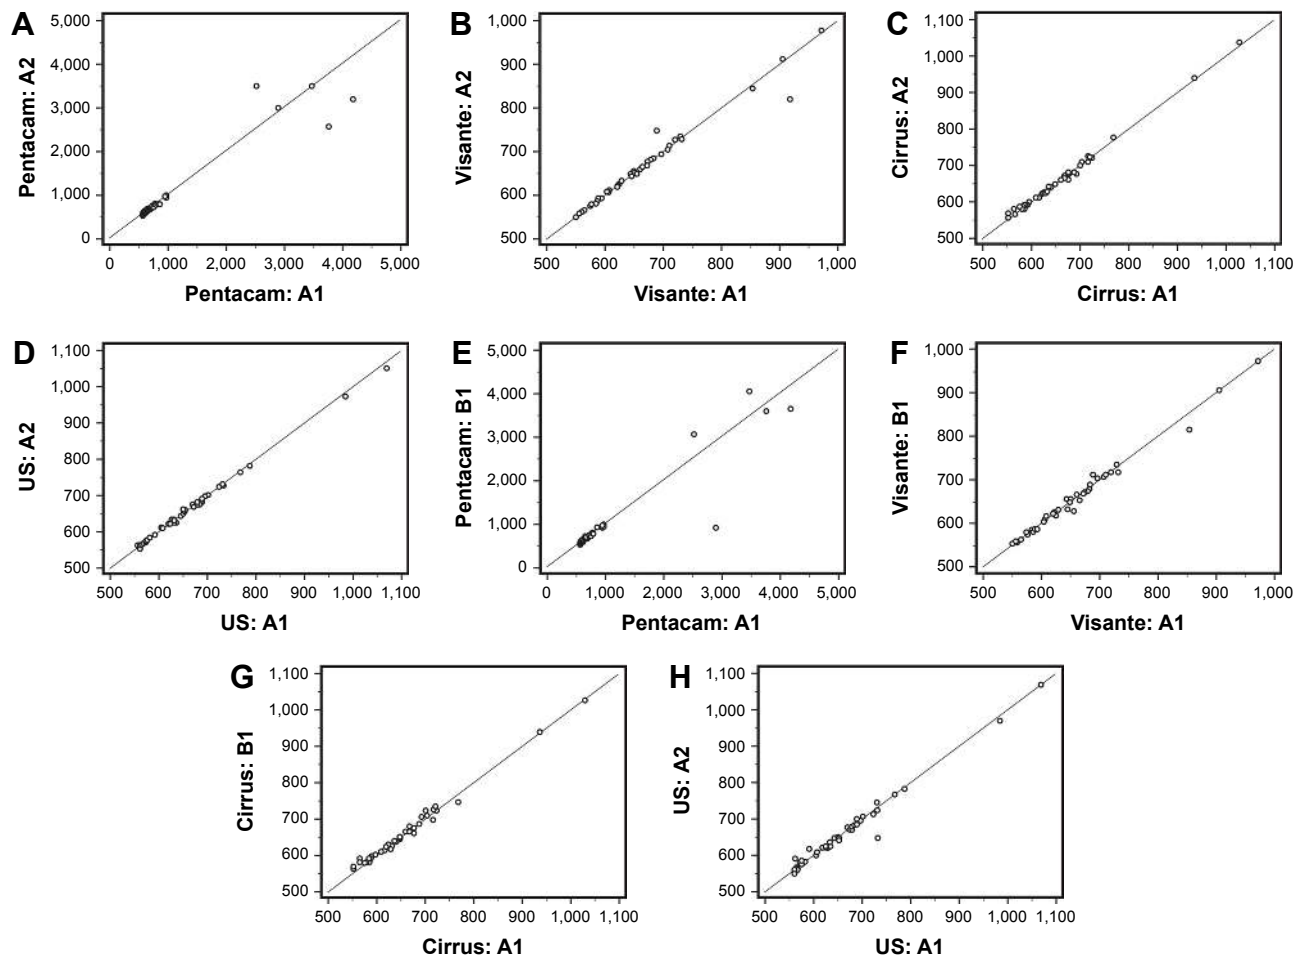 A
Pentacam: A2
5,000
4,000
3,000
2,000
1,000
0
0 1,000 2,000 3,000 4,000 5,000
Pentacam: A1
B
Visante: A2
1,000
900
800
700
600
500
500 600 700 800 900 1,000
Visante: A1
C
Cirrus: A2
1,100
1,000
900
800
700
600
500
500 600 700 800 900 1,000 1,100
Cirrus: A1
D
US: A2
1,100
1,000
900
800
700
600
500
500 600 700 800 900 1,000 1,100
US: A1
E
Pentacam: B1
5,000
4,000
3,000
2,000
1,000
0
0 1,000 2,000 3,000 4,000 5,000
Pentacam: A1
F
Visante: B1
1,000
900
800
700
600
500
500 600 700 800 900 1,000
Visante: A1
G
Cirrus: B1
1,100
1,000
900
800
700
600
500
500 600 700 800 900 1,000 1,100
Cirrus: A1
H
US: A2
1,100
1,000
900
800
700
600
500
500 600 700 800 900 1,000 1,100
US: A1